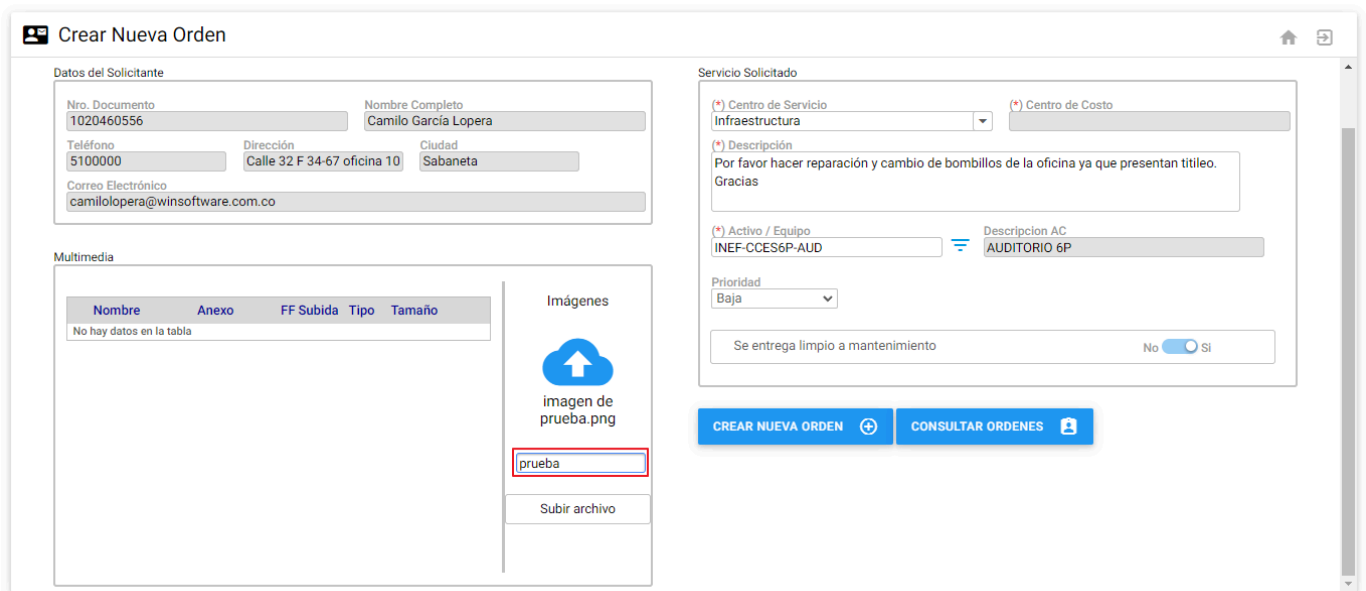 Crear Nueva Orden
Datos del Solicitante
Nro. Documento Nombre Completo
1020460556 Camilo García Lopera
Teléfono Dirección Ciudad
5100000 Calle 32 F 34-67 oficina 10 Sabaneta
Correo Electrónico
camilolopera@winsoftware.com.co
Multimedia
Nombre Anexo FF Subida Tipo Tamaño
No hay datos en la tabla
Imágenes
imagen de
prueba.png
prueba
Subir archivo
Servicio Solicitado
(*) Centro de Servicio (*) Centro de Costo
Infraestructura
(*) Descripción
Por favor hacer reparación y cambio de bombillos de la oficina ya que presentan titileo.
Gracias
(*) Activo / Equipo Descripcion AC
INEF-CCES6P-AUD AUDITORIO 6P
Prioridad
Baja
Se entrega limpio a mantenimiento No Si
CREAR NUEVA ORDEN CONSULTAR ORDENES